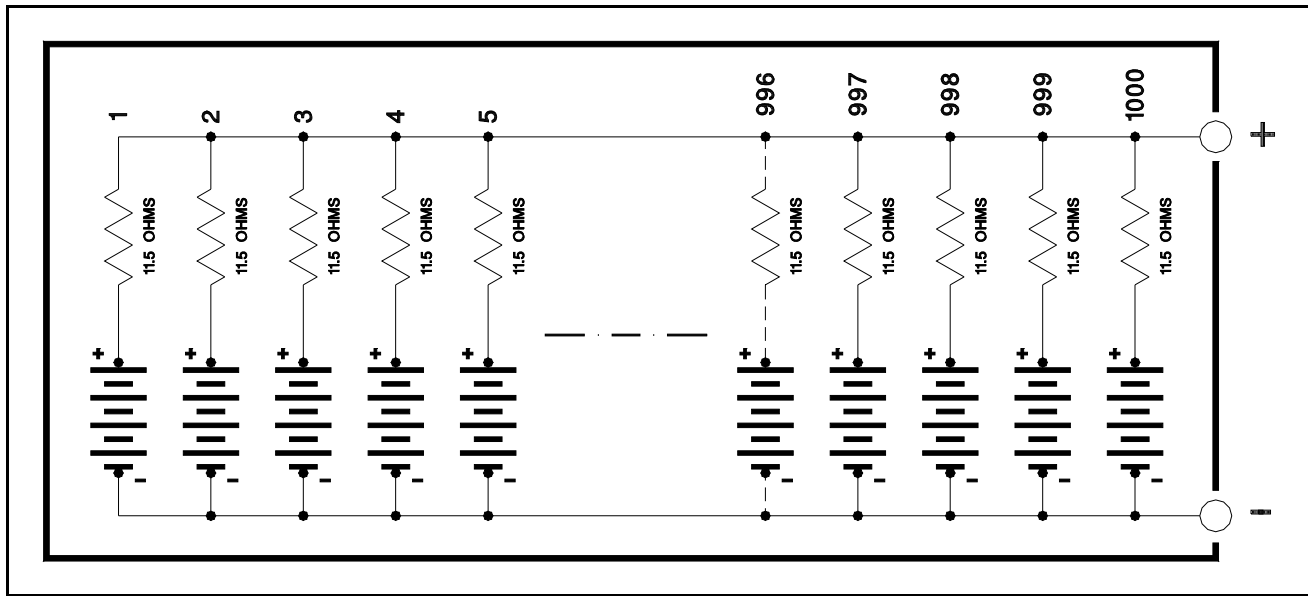 1 2 3 4 5 996 997 998 999 1000
+
11.5 OHMS 11.5 OHMS 11.5 OHMS 11.5 OHMS 11.5 OHMS 11.5 OHMS 11.5 OHMS 11.5 OHMS 11.5 OHMS 11.5 OHMS
+ + + + + + + + + +
- - - - - - - - - -
-